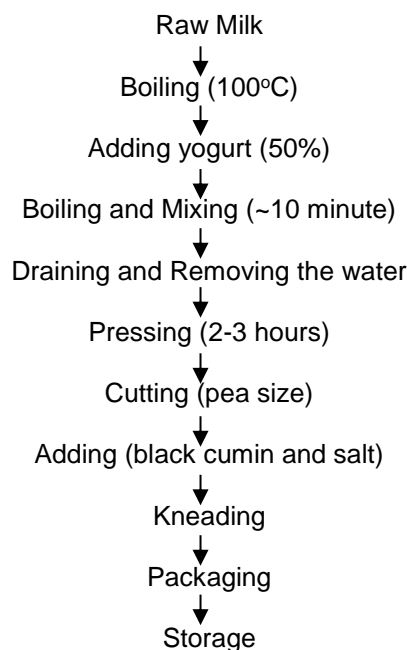 Raw Milk
Boiling (100°C)
Adding yogurt (50%)
Boiling and Mixing (~10 minute)
Draining and Removing the water
Pressing (2-3 hours)
Cutting (pea size)
Adding (black cumin and salt)
Kneading
Packaging
Storage